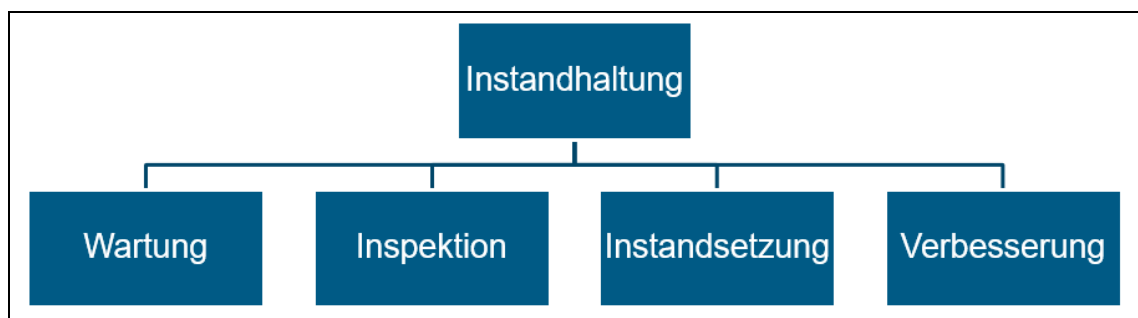 Instandhaltung
Wartung
Inspektion
Instandsetzung
Verbesserung